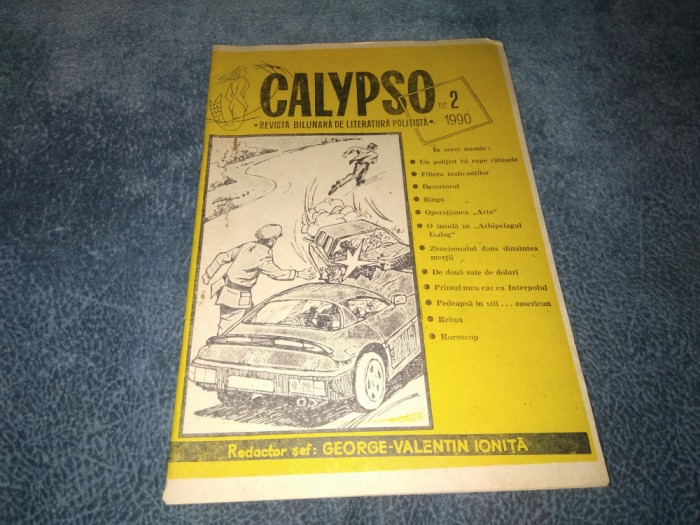 CALYPSO
nr 2
1990
• REVISTA BILUNARĂ DE LITERATURĂ POLIȚISTĂ •
În acest număr :
• Un polițist își rupe cătușele
• Filiera traficanților
• Dezertorul
• Ringo
• Operațiunea „Arta"
• O insulă în „Arhipelagul
Gulag"
• Zbuciumatul dans dinaintea
morții
• De două sute de dolari
• Primul meu caz cu Interpolul
• Pedeapsă în stil . . . american
• Rebus
• Horoscop
Redactor șef: GEORGE-VALENTIN IONIȚĂ